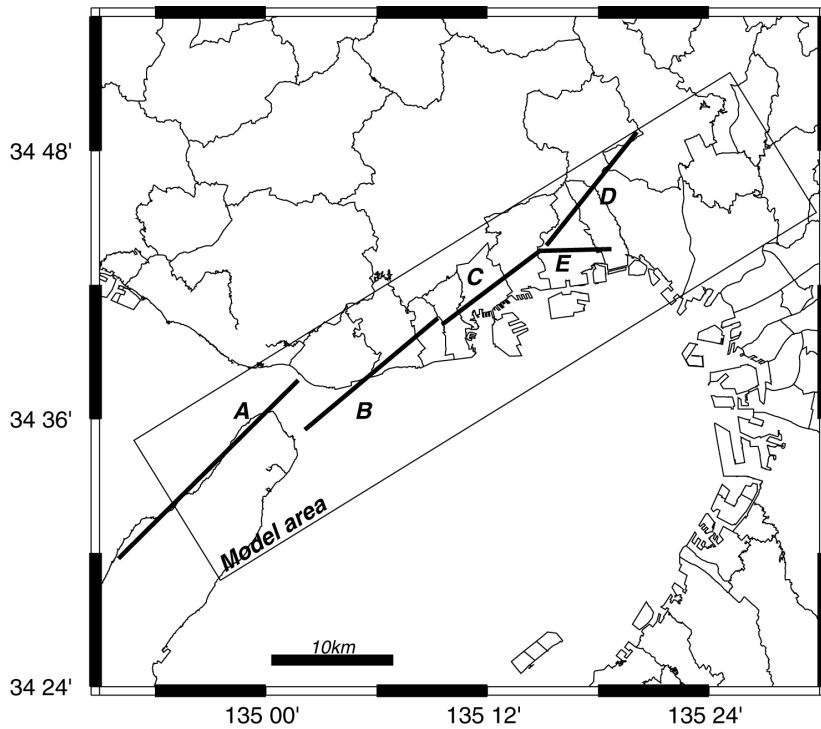 34 48'
D
E
C
34 36'
A
B
Model area
10km
34 24'
135 00'
135 12'
135 24'